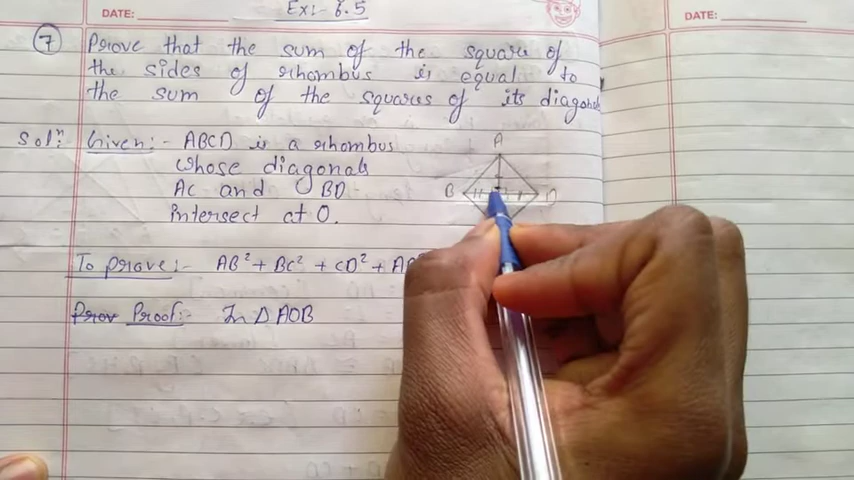 DATE:
Ex:- 6.5
DATE:
7 Prove that the sum of the square of
the sides of rhombus is equal to
the sum of the squares of its diagonals
Solⁿ: Given:- ABCD is a rhombus
whose diagonals
AC and BD
intersect at O.
A
B D
To prove:- AB² + BC² + CD² +
Prov Proof:- In Δ AOB